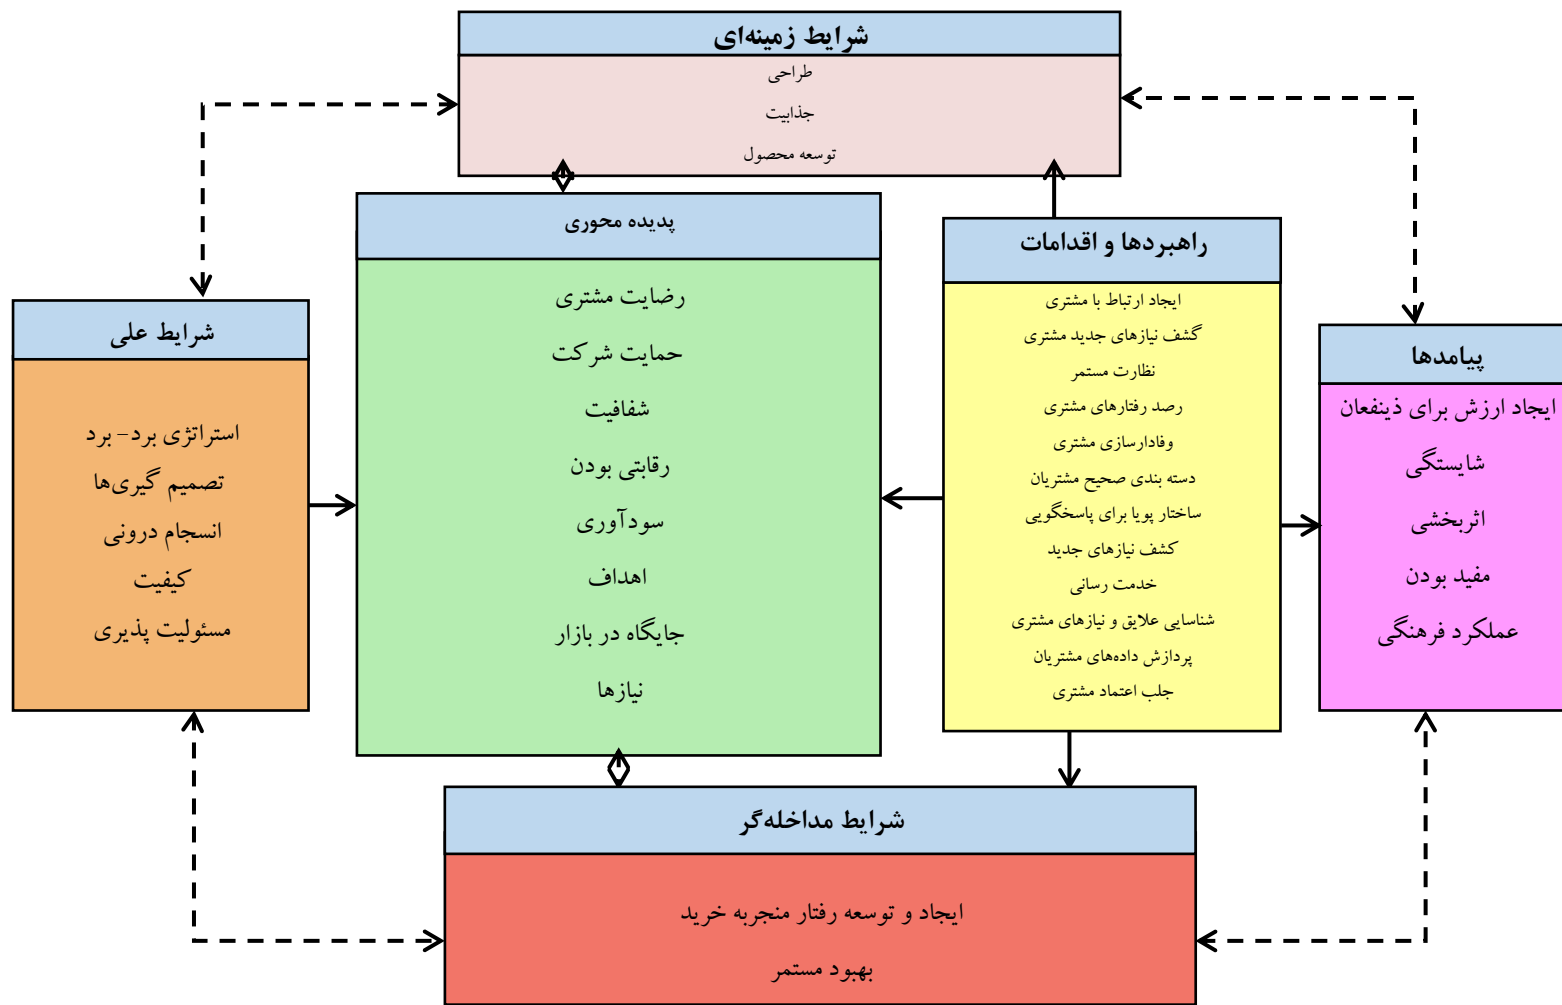 شرایط زمینه‌ای
طراحی
جذابیت
توسعه محصول
پدیده محوری
رضایت مشتری
حمایت شرکت
شفافیت
رقابتی بودن
سودآوری
اهداف
جایگاه در بازار
نیازها
راهبردها و اقدامات
ایجاد ارتباط با مشتری
گشف نیازهای جدید مشتری
نظارت مستمر
رصد رفتارهای مشتری
وفادارسازی مشتری
دسته بندی صحیح مشتریان
ساختار پویا برای پاسخگویی
کشف نیازهای جدید
خدمت رسانی
شناسایی علایق و نیازهای مشتری
پردازش داده‌های مشتریان
جلب اعتماد مشتری
شرایط علی
استراتژی برد- برد
تصمیم گیری‌ها
انسجام درونی
کیفیت
مسئولیت پذیری
پیامدها
ایجاد ارزش برای ذینفعان
شایستگی
اثربخشی
مفید بودن
عملکرد فرهنگی
شرایط مداخله‌گر
ایجاد و توسعه رفتار منجربه خرید
بهبود مستمر